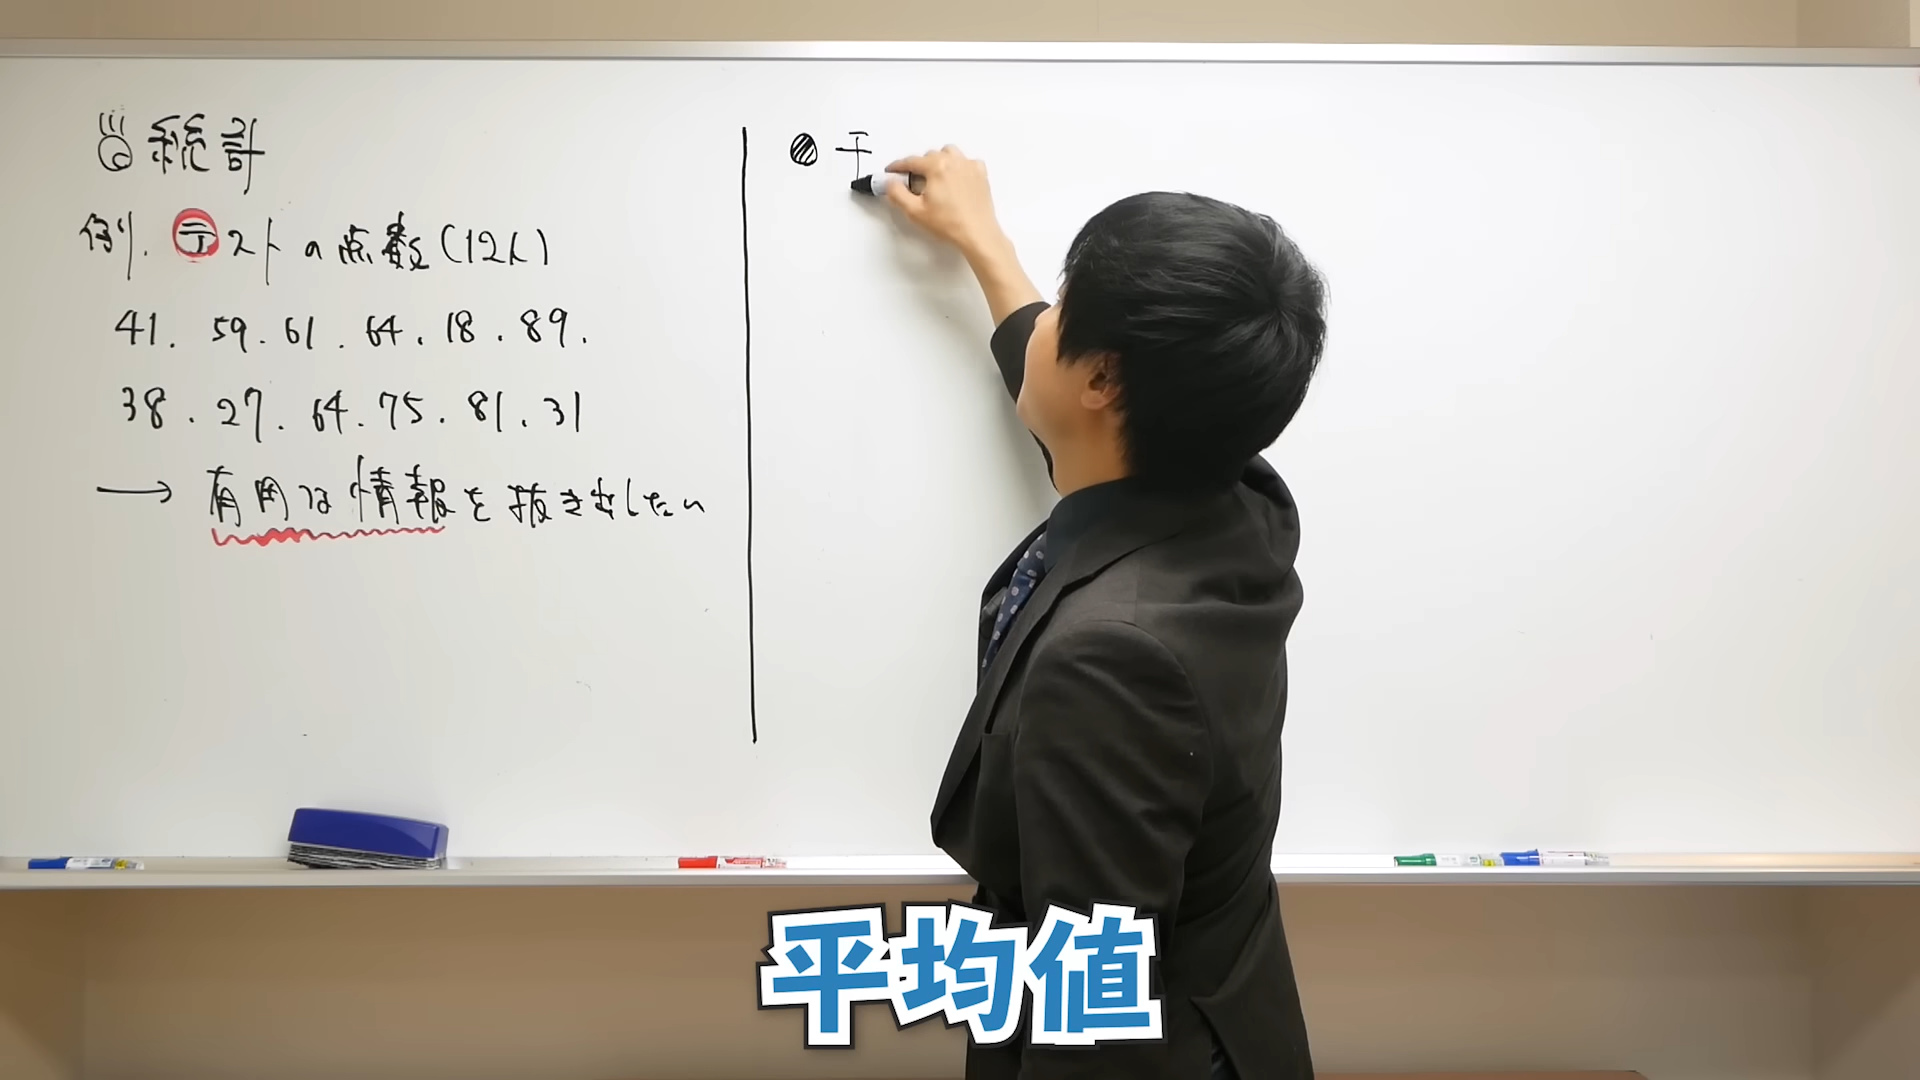 統計
例. テストの点数(12人)
41. 59. 61. 64. 18. 89.
38. 27. 64. 75. 81. 31
→ 有用な情報を抜き出したい
● 平
平均値